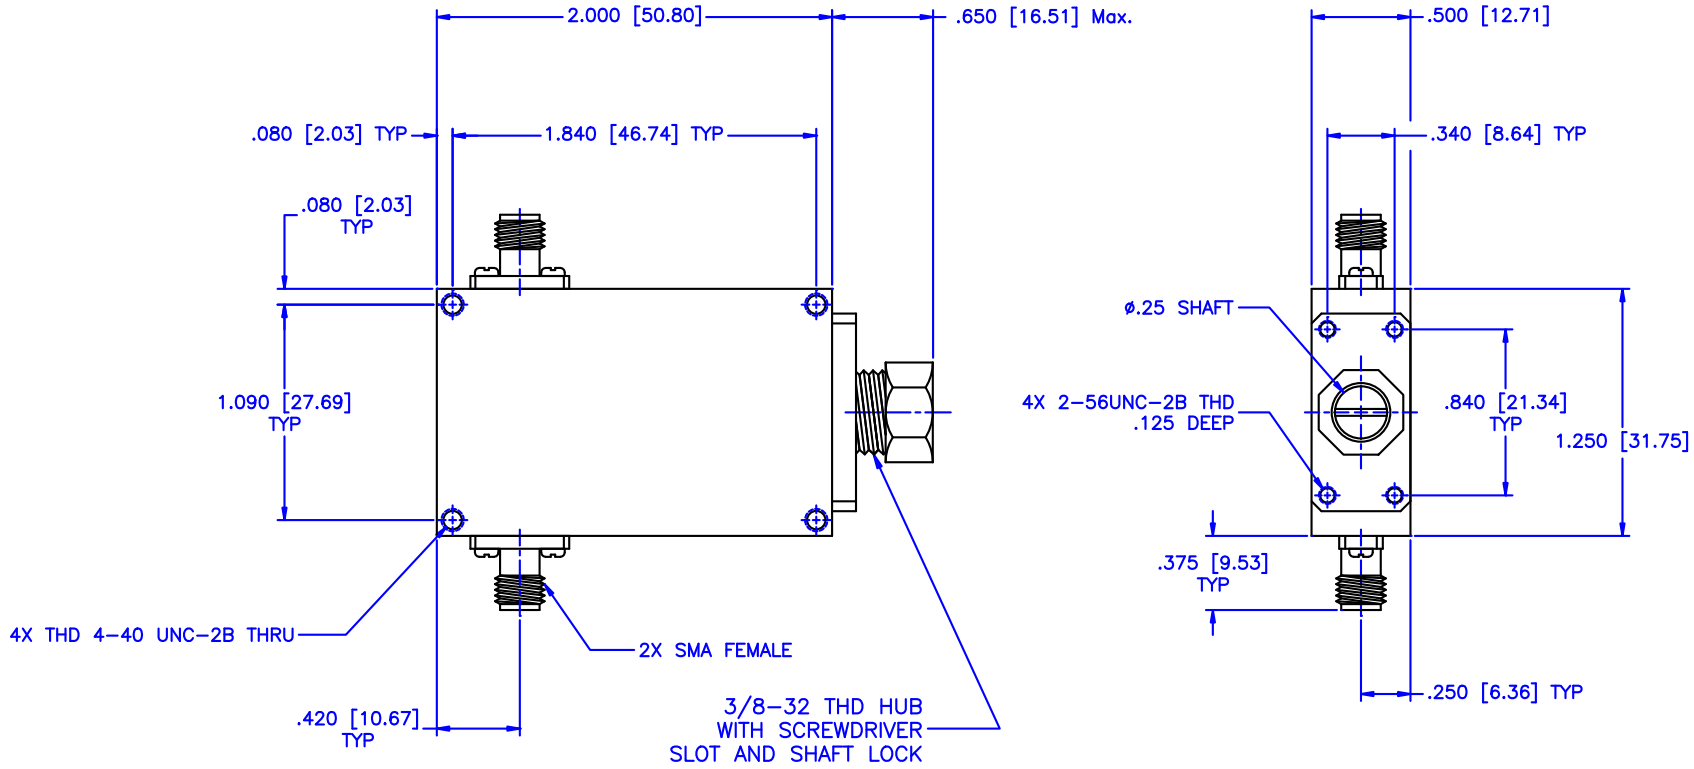 2.000 [50.80]
.650 [16.51] Max.
.500 [12.71]
.080 [2.03] TYP
1.840 [46.74] TYP
.340 [8.64] TYP
.080 [2.03]
TYP
ø.25 SHAFT
1.090 [27.69]
TYP
4X 2-56UNC-2B THD
.125 DEEP
.840 [21.34]
TYP
1.250 [31.75]
.375 [9.53]
TYP
4X THD 4-40 UNC-2B THRU
2X SMA FEMALE
.250 [6.36] TYP
.420 [10.67]
TYP
3/8-32 THD HUB
WITH SCREWDRIVER
SLOT AND SHAFT LOCK